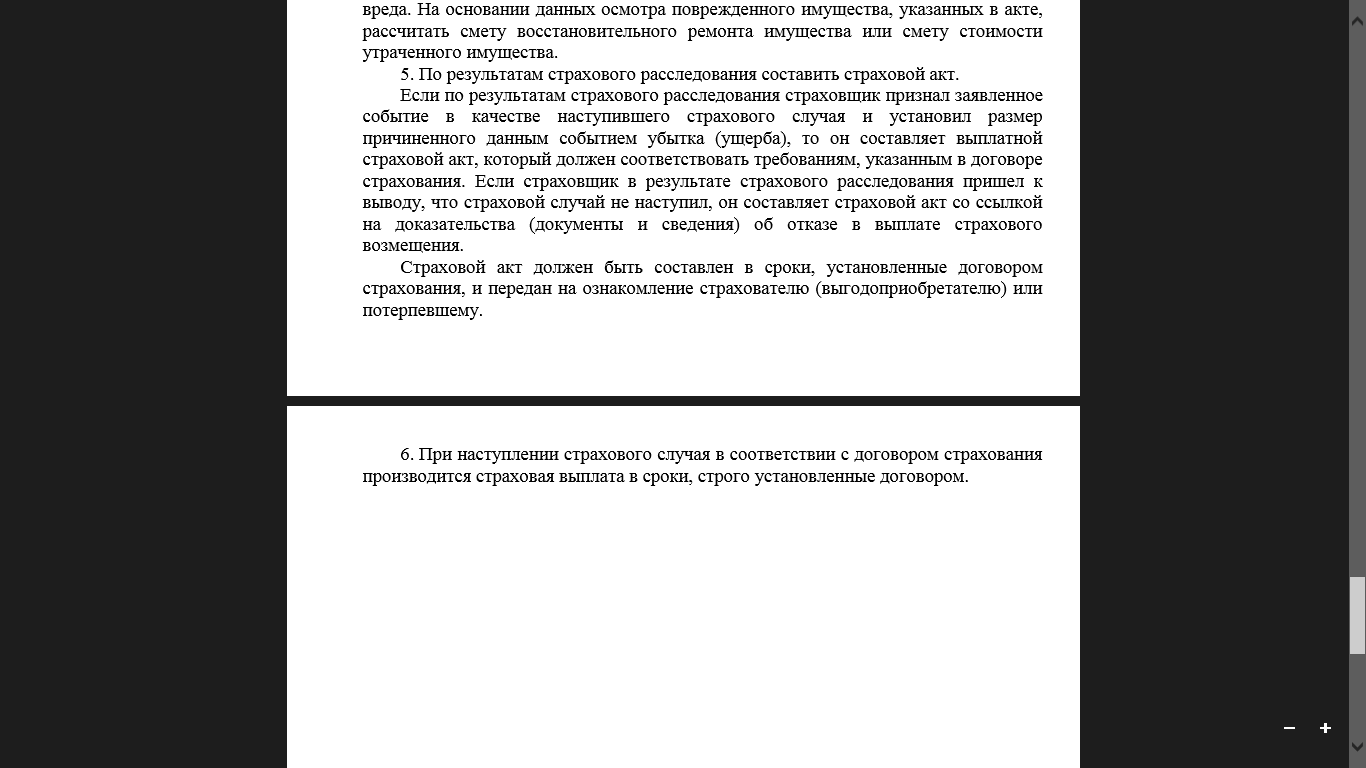 вреда. На основании данных осмотра поврежденного имущества, указанных в акте,
рассчитать смету восстановительного ремонта имущества или смету стоимости
утраченного имущества.
5. По результатам страхового расследования составить страховой акт.
Если по результатам страхового расследования страховщик признал заявленное
событие в качестве наступившего страхового случая и установил размер
причиненного данным событием убытка (ущерба), то он составляет выплатной
страховой акт, который должен соответствовать требованиям, указанным в договоре
страхования. Если страховщик в результате страхового расследования пришел к
выводу, что страховой случай не наступил, он составляет страховой акт со ссылкой
на доказательства (документы и сведения) об отказе в выплате страхового
возмещения.
Страховой акт должен быть составлен в сроки, установленные договором
страхования, и передан на ознакомление страхователю (выгодоприобретателю) или
потерпевшему.
6. При наступлении страхового случая в соответствии с договором страхования
производится страховая выплата в сроки, строго установленные договором.